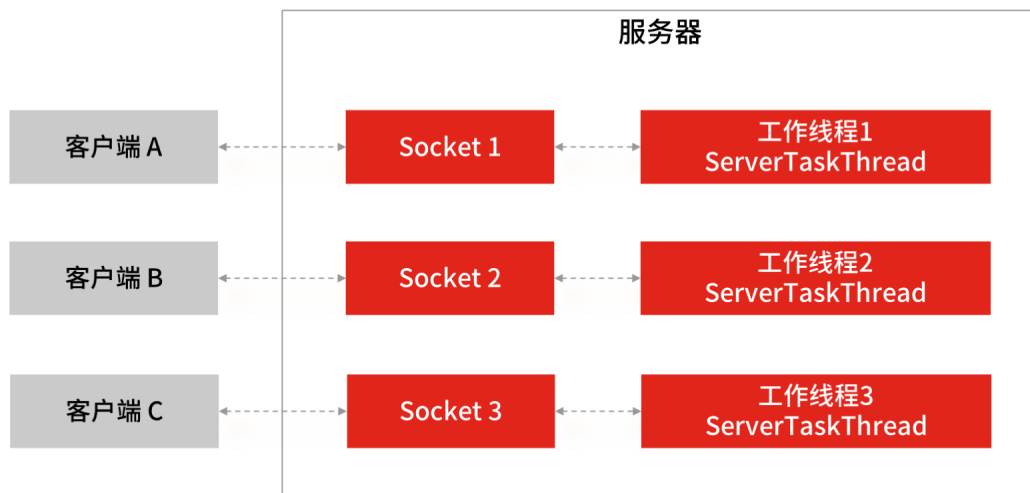 服务器
客户端 A
Socket 1
工作线程1
ServerTaskThread
客户端 B
Socket 2
工作线程2
ServerTaskThread
客户端 C
Socket 3
工作线程3
ServerTaskThread